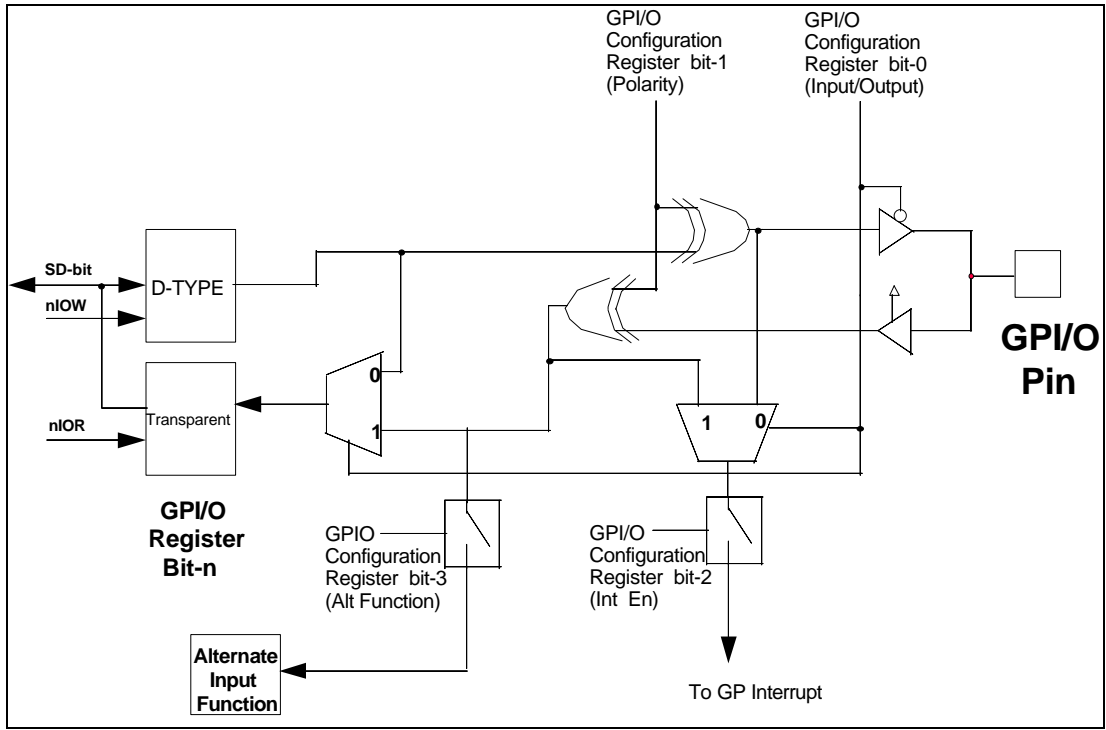 GPI/O
Configuration
Register bit-1
(Polarity)
GPI/O
Configuration
Register bit-0
(Input/Output)
SD-bit
nIOW
D-TYPE
Transparent
nIOR
0
1
1
0
GPI/O
Pin
GPI/O
Register
Bit-n
GPIO
Configuration
Register bit-3
(Alt Function)
GPI/O
Configuration
Register bit-2
(Int En)
Alternate
Input
Function
To GP Interrupt